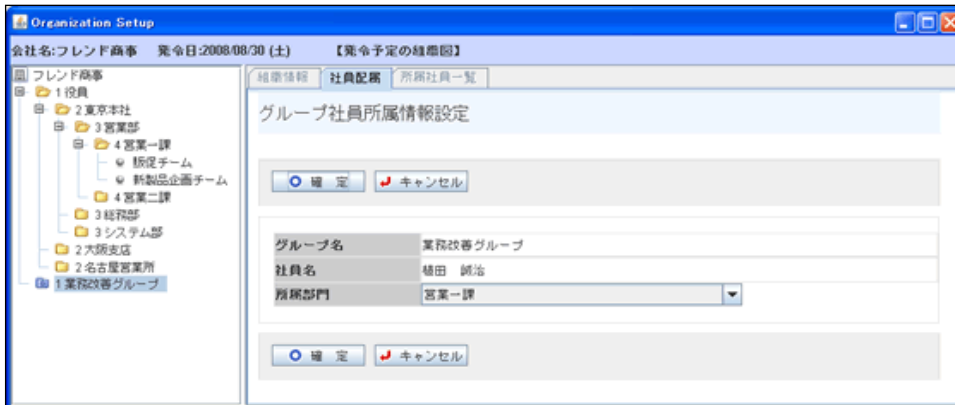 Organization Setup
会社名:フレンド商事 発令日:2008/08/30 (土) 【発令予定の組織図】
フレンド商事
1 役員
2 東京本社
3 営業部
4 営業一課
販促チーム
新製品企画チーム
4 営業二課
3 総務部
3 システム部
2 大阪支店
2 名古屋営業所
1 業務改善グループ
組織情報 社員配属 所属社員一覧
グループ社員所属情報設定
確 定 キャンセル
グループ名 業務改善グループ
社員名 植田 誠治
所属部門 営業一課
確 定 キャンセル